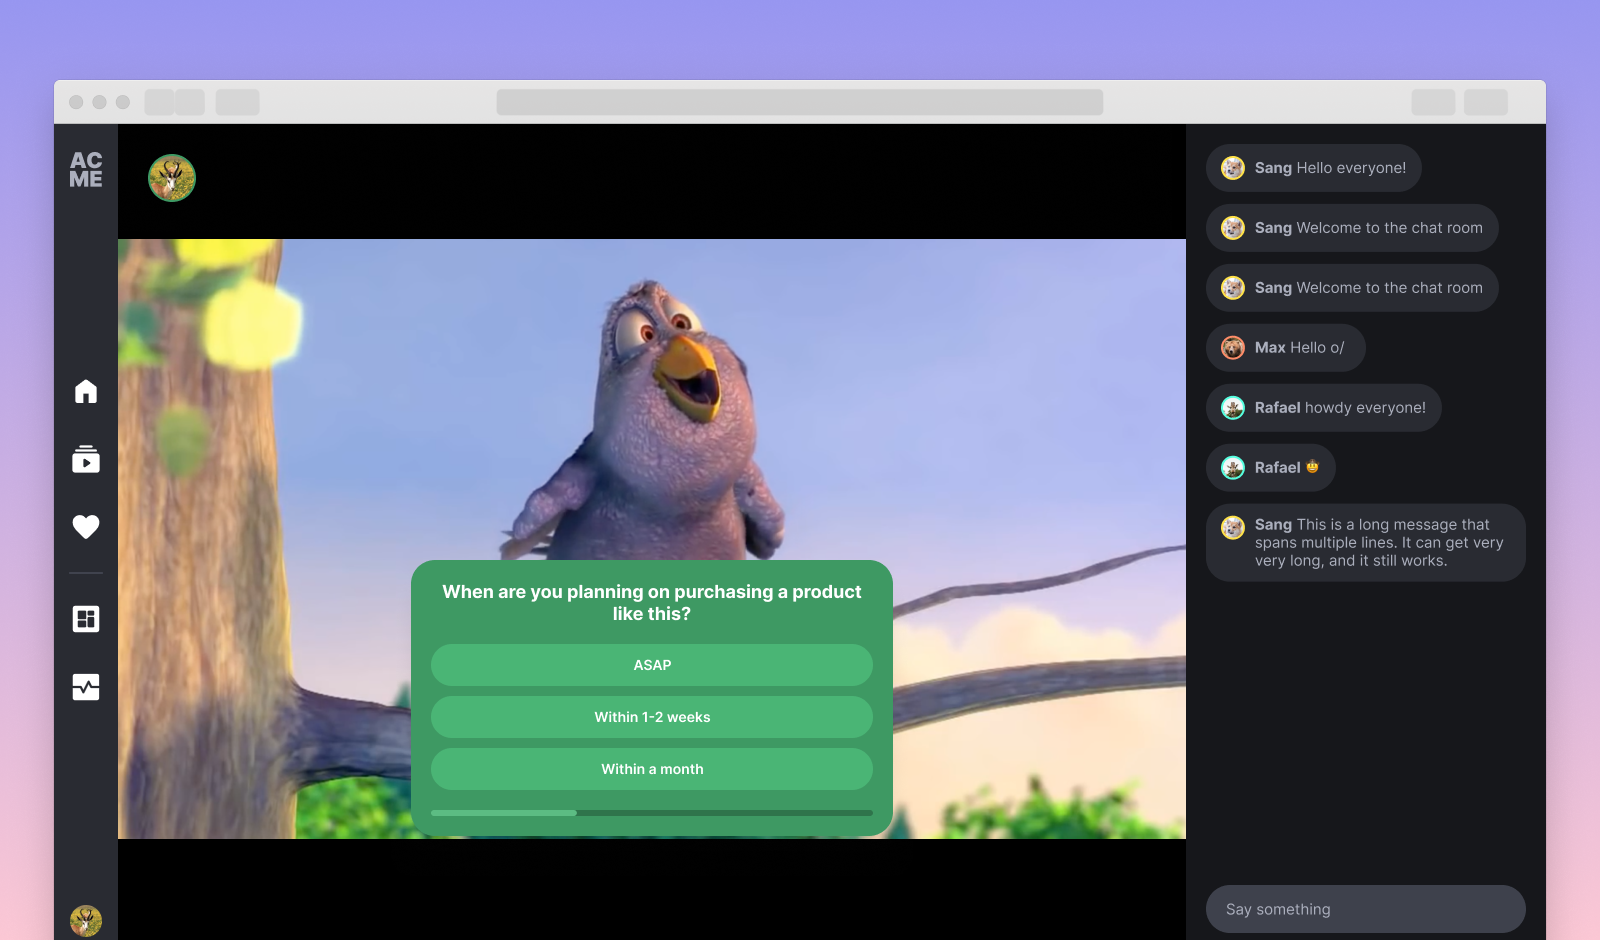 AC
ME
When are you planning on purchasing a product
like this?
ASAP
Within 1-2 weeks
Within a month
Sang Hello everyone!
Sang Welcome to the chat room
Sang Welcome to the chat room
Max Hello o/
Rafael howdy everyone!
Rafael 🤠
Sang This is a long message that
spans multiple lines. It can get very
very long, and it still works.
Say something